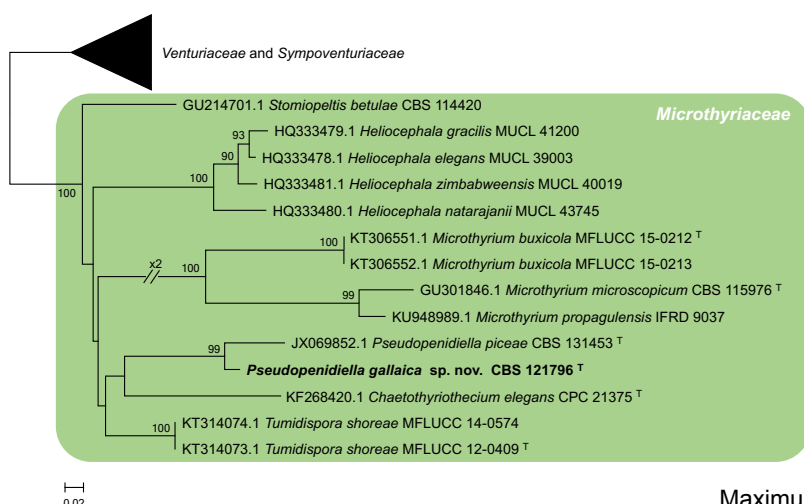 Venturiaceae and Sympoventuriaceae
GU214701.1 Stomiopeltis betulae CBS 114420
Microthyriaceae
93
HQ333479.1 Heliocephala gracilis MUCL 41200
90
HQ333478.1 Heliocephala elegans MUCL 39003
100
HQ333481.1 Heliocephala zimbabweensis MUCL 40019
100
HQ333480.1 Heliocephala natarajanii MUCL 43745
100
KT306551.1 Microthyrium buxicola MFLUCC 15-0212 T
x2
100
KT306552.1 Microthyrium buxicola MFLUCC 15-0213
GU301846.1 Microthyrium microscopicum CBS 115976 T
99
KU948989.1 Microthyrium propagulensis IFRD 9037
JX069852.1 Pseudopenidiella piceae CBS 131453 T
99
Pseudopenidiella gallaica sp. nov. CBS 121796 T
KF268420.1 Chaetothyriothecium elegans CPC 21375 T
KT314074.1 Tumidispora shoreae MFLUCC 14-0574
100
KT314073.1 Tumidispora shoreae MFLUCC 12-0409 T
0.02
Maximu